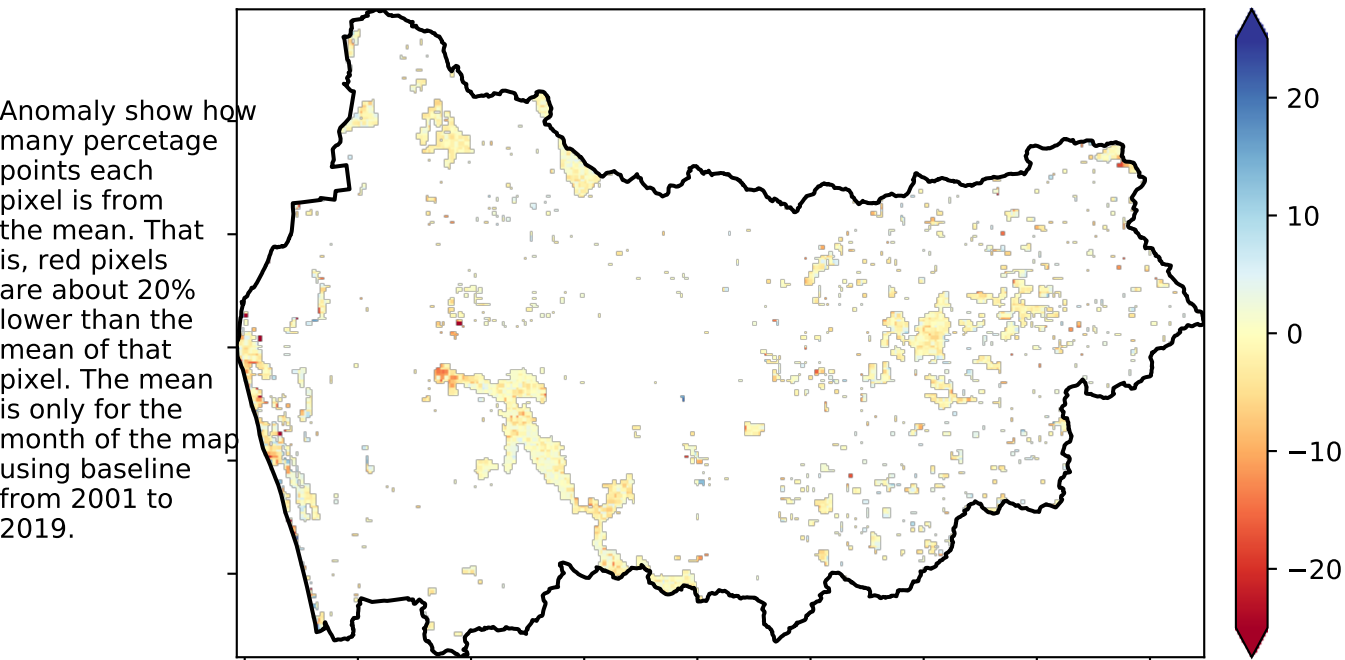 Anomaly show how
many percetage
points each
pixel is from
the mean. That
is, red pixels
are about 20%
lower than the
mean of that
pixel. The mean
is only for the
month of the map
using baseline
from 2001 to
2019.
20
10
0
−10
−20